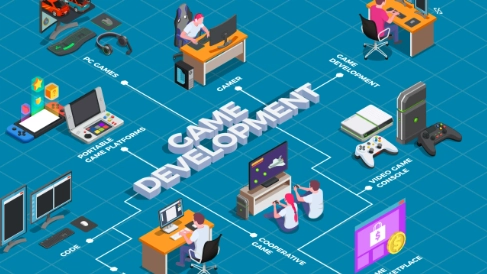 PC GAMES
GAMER
GAME
DEVELOPMENT
GAME
DEVELOPMENT
PORTABLE
GAME PLATFORMS
VIDEO GAME
CONSOLE
CODE
COOPERATIVE
GAME